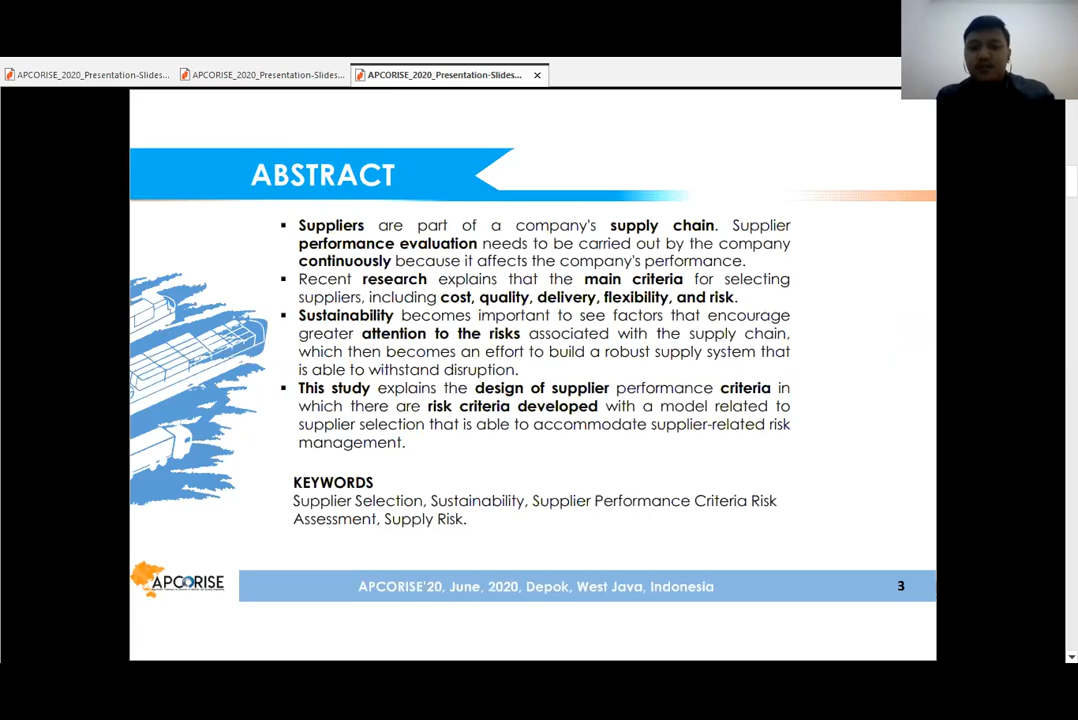 APCORISE_2020_Presentation-Slides... APCORISE_2020_Presentation-Slides... APCORISE_2020_Presentation-Slides... ×
ABSTRACT
▪ Suppliers are part of a company's supply chain. Supplier
performance evaluation needs to be carried out by the company
continuously because it affects the company's performance.
▪ Recent research explains that the main criteria for selecting
suppliers, including cost, quality, delivery, flexibility, and risk.
▪ Sustainability becomes important to see factors that encourage
greater attention to the risks associated with the supply chain,
which then becomes an effort to build a robust supply system that
is able to withstand disruption.
▪ This study explains the design of supplier performance criteria in
which there are risk criteria developed with a model related to
supplier selection that is able to accommodate supplier-related risk
management.
KEYWORDS
Supplier Selection, Sustainability, Supplier Performance Criteria Risk
Assessment, Supply Risk.
APCORISE
APCORISE'20, June, 2020, Depok, West Java, Indonesia 3